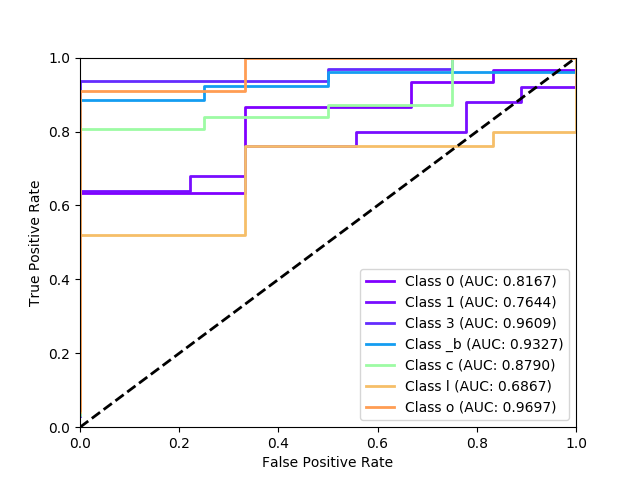 1.0
0.8
0.6
0.4
0.2
0.0
True Positive Rate
Class 0 (AUC: 0.8167)
Class 1 (AUC: 0.7644)
Class 3 (AUC: 0.9609)
Class _b (AUC: 0.9327)
Class c (AUC: 0.8790)
Class l (AUC: 0.6867)
Class o (AUC: 0.9697)
0.0 0.2 0.4 0.6 0.8 1.0
False Positive Rate